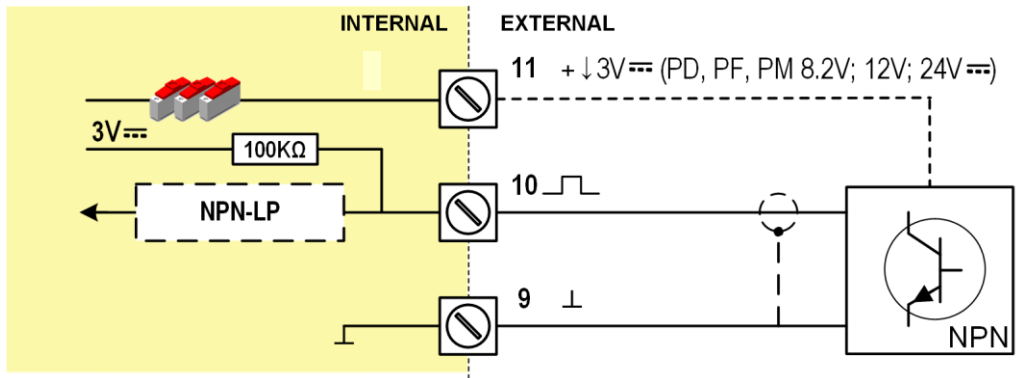 INTERNAL EXTERNAL
11 + ↓3V⎓ (PD, PF, PM 8.2V; 12V; 24V⎓)
3V⎓
100KΩ
10
NPN-LP
9
NPN